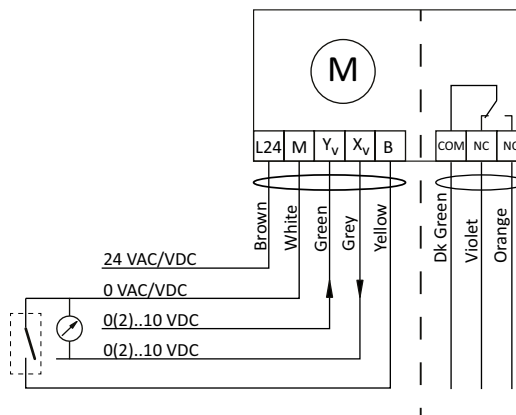 M
L24 M Yv Xv B COM NC NO
Brown White Green Grey Yellow Dk Green Violet Orange
24 VAC/VDC
0 VAC/VDC
0(2)..10 VDC
0(2)..10 VDC